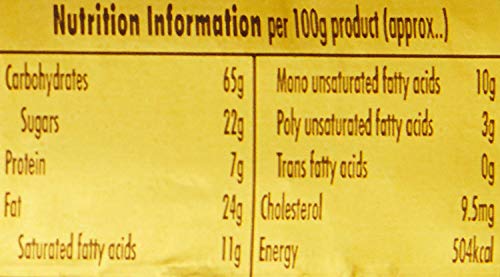 Nutrition Information per 100g product (approx..)
Carbohydrates 65g
Sugars 22g
Protein 7g
Fat 24g
Saturated fatty acids 11g
Mono unsaturated fatty acids 10g
Poly unsaturated fatty acids 3g
Trans fatty acids 0g
Cholesterol 9.5mg
Energy 504kcal